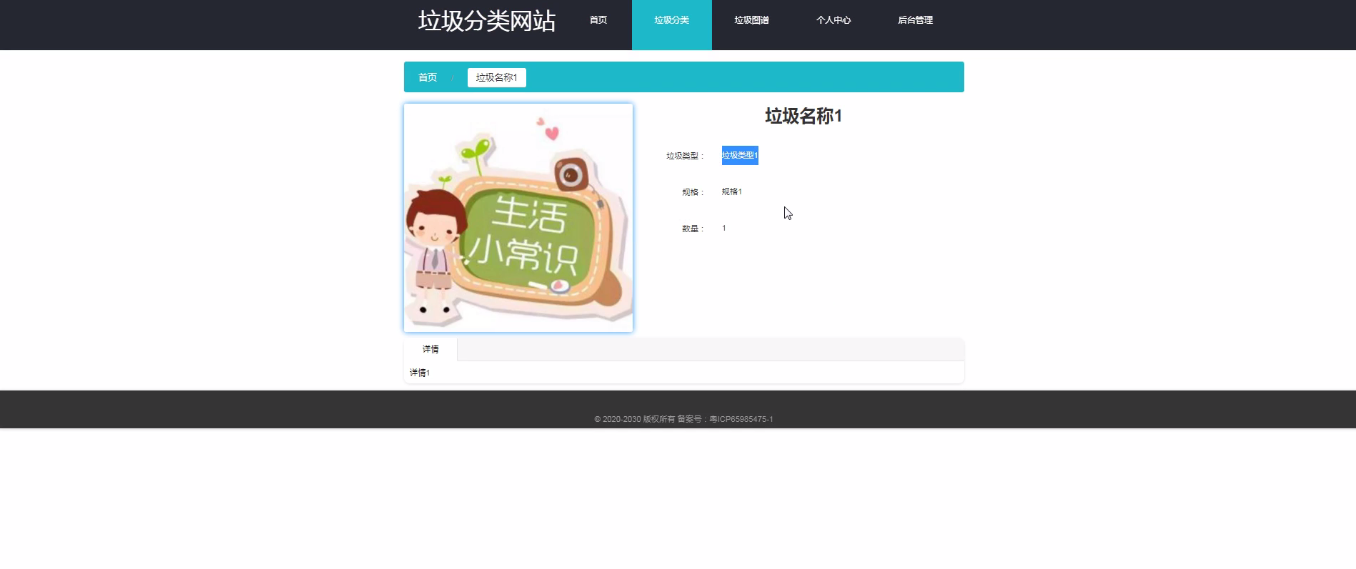 垃圾分类网站
首页
垃圾分类
垃圾图谱
个人中心
后台管理
首页
垃圾名称1
生活
小常识
垃圾名称1
垃圾类型：
垃圾类型1
规格：
规格1
数量：
1
详情
详情1
© 2020-2030 版权所有 备案号：粤ICP65985475-1